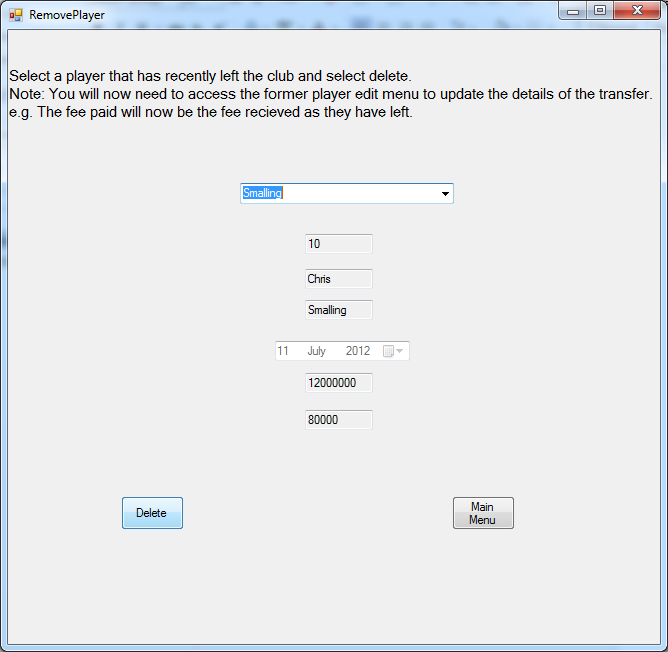 RemovePlayer
Select a player that has recently left the club and select delete.
Note: You will now need to access the former player edit menu to update the details of the transfer.
e.g. The fee paid will now be the fee recieved as they have left.
Smalling
10
Chris
Smalling
11 July 2012
12000000
80000
Delete
Main
Menu